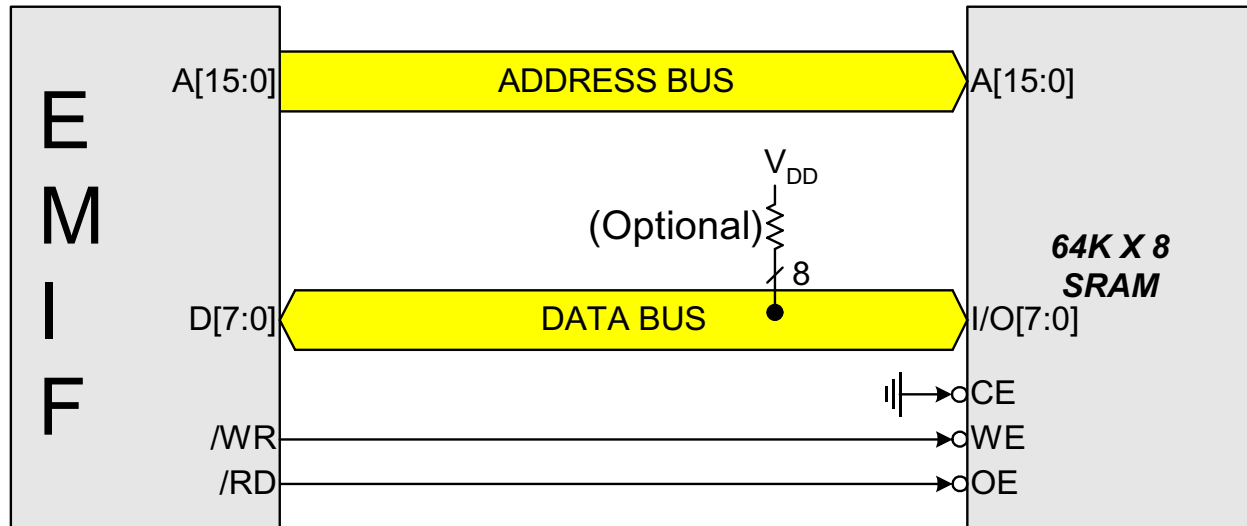 EMIF
A[15:0]
ADDRESS BUS
A[15:0]
VDD
(Optional)
8
64K X 8
SRAM
D[7:0]
DATA BUS
I/O[7:0]
CE
/WR
WE
/RD
OE